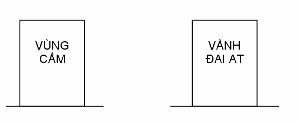 VÙNG
CẤM
VÀNH
ĐAI AT